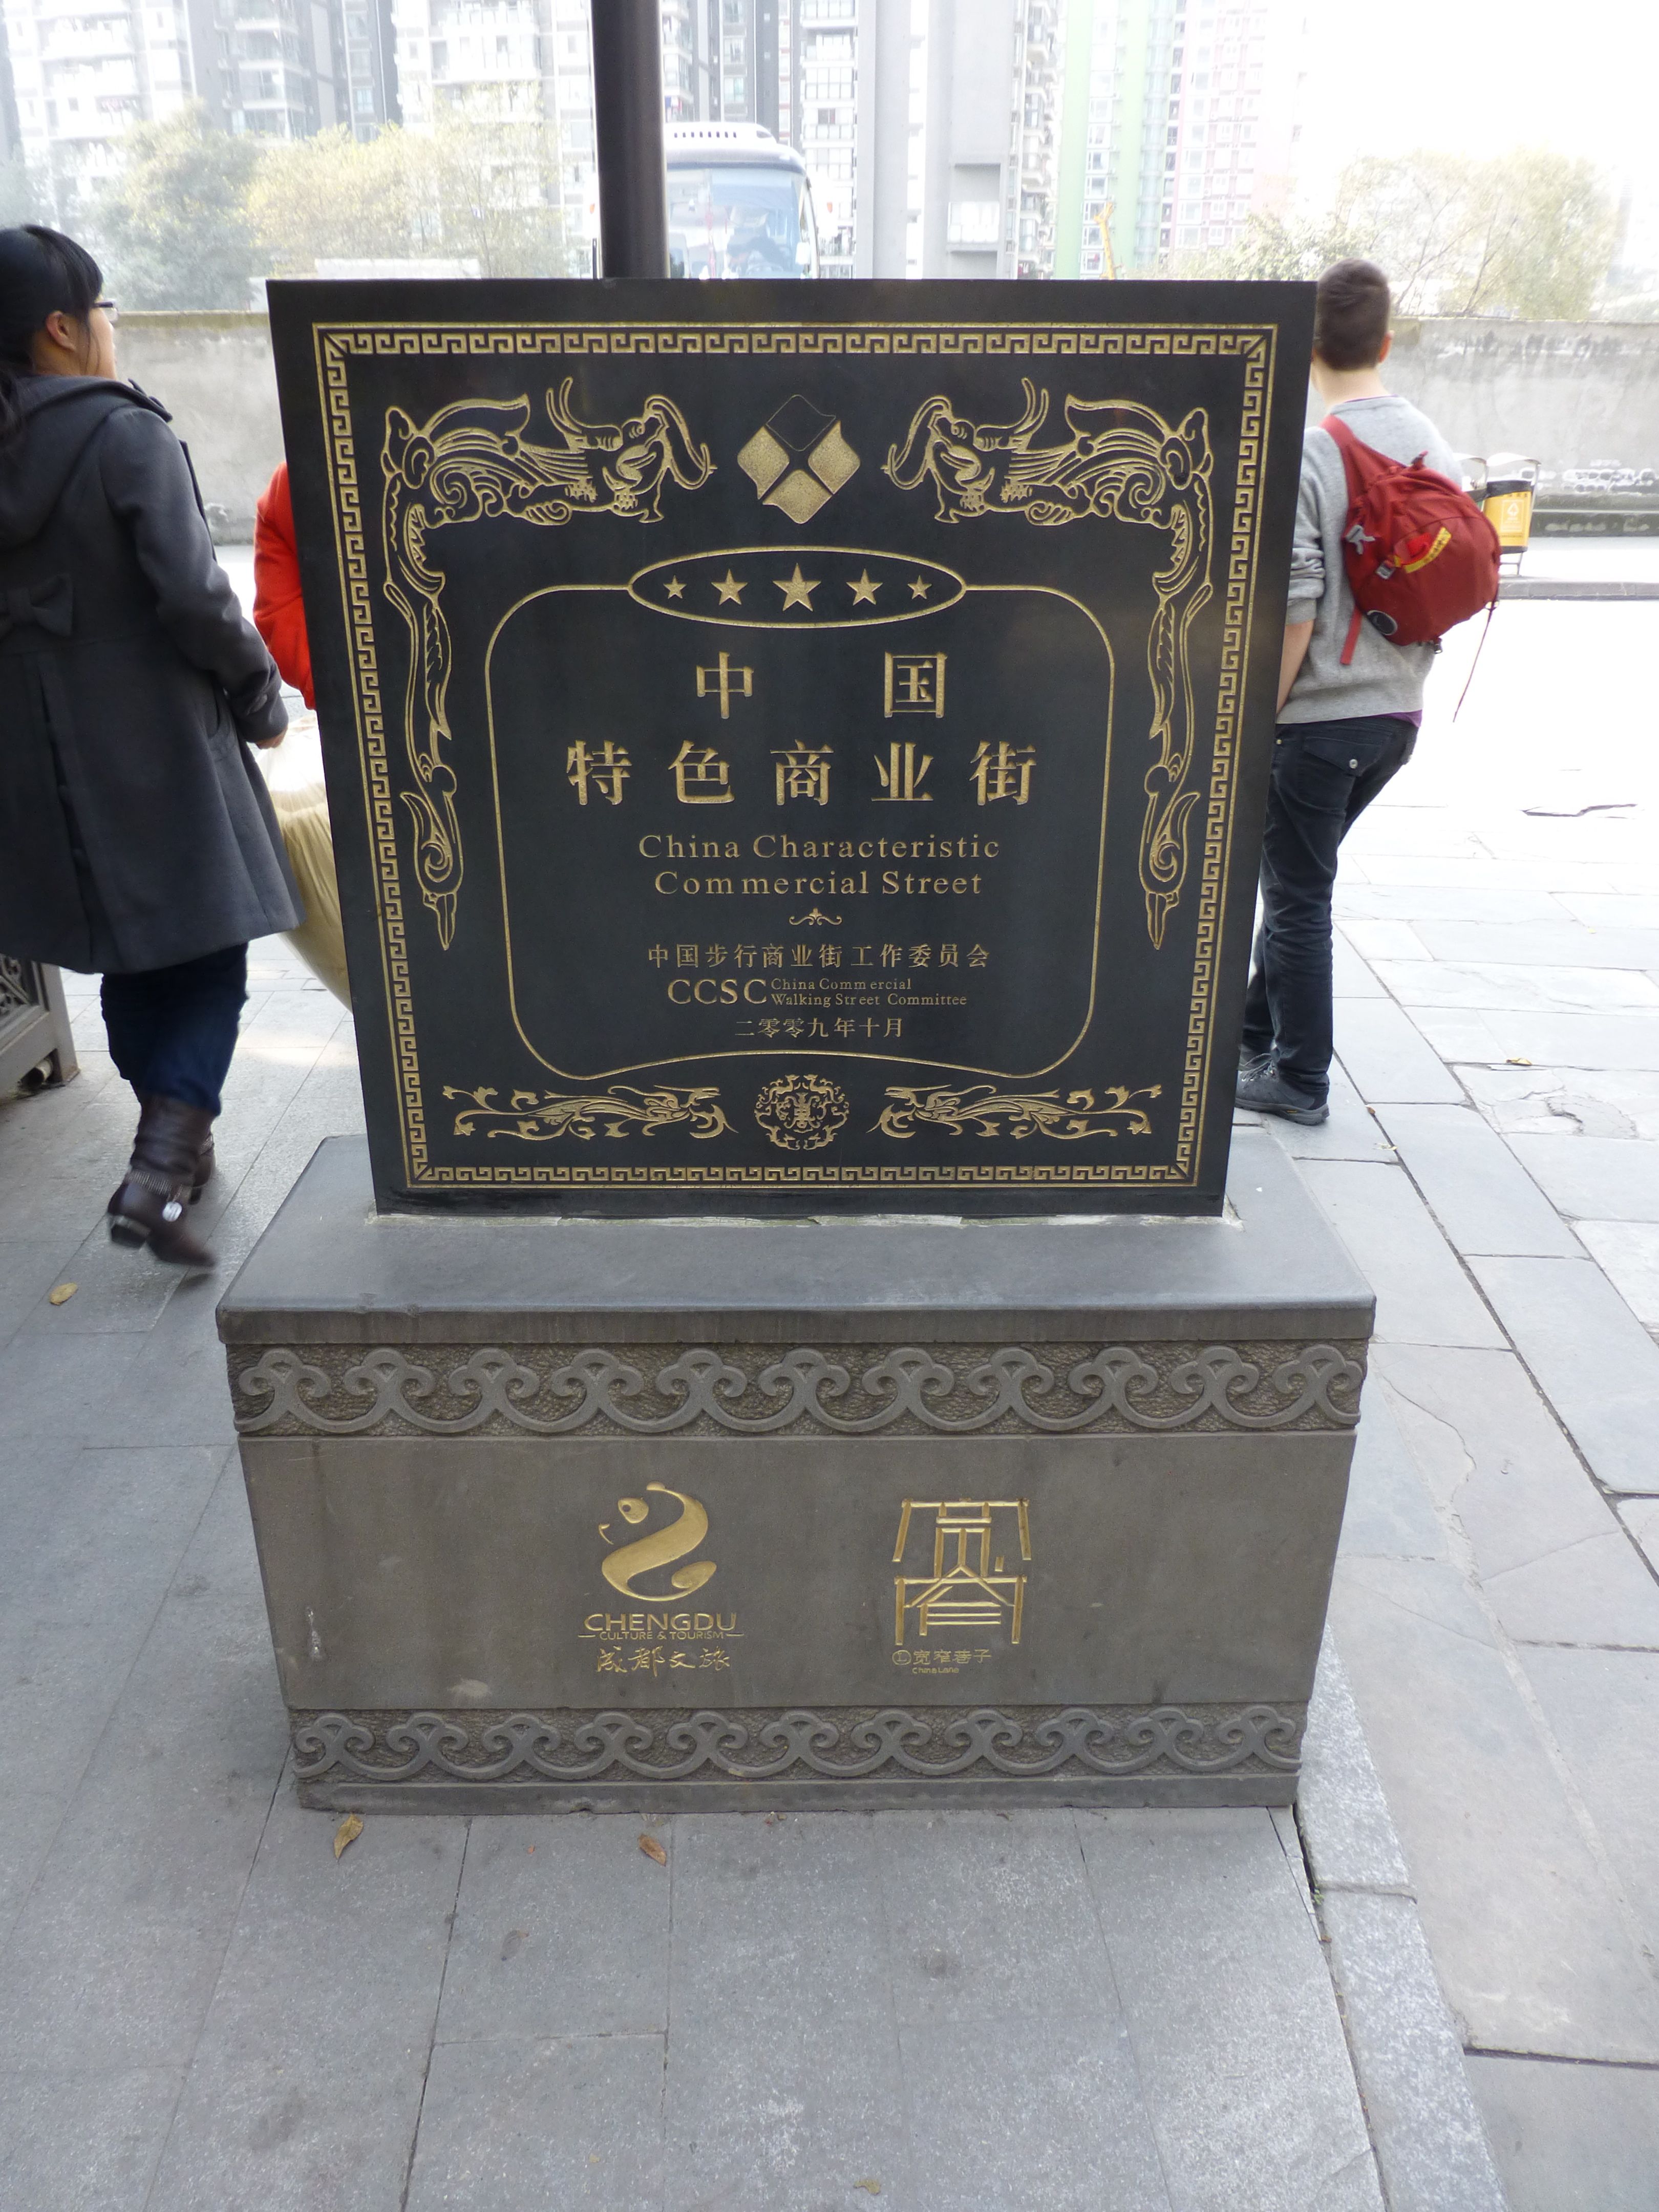 中国
特色商业街
China Characteristic
Commercial Street
中国步行商业街工作委员会
CCSC China Commercial
Walking Street Committee
二零零九年十月
CHENGDU
CULTURE & TOURISM
成都文旅
宽窄巷子
China Lane